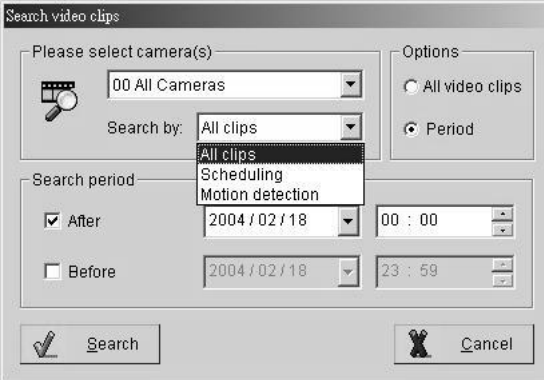 Search video clips
Please select camera(s)
00 All Cameras
Search by: All clips
All clips
Scheduling
Motion detection
Options
All video clips
Period
Search period
After 2004/02/18 00 : 00
Before 2004/02/18 23 : 59
Search Cancel